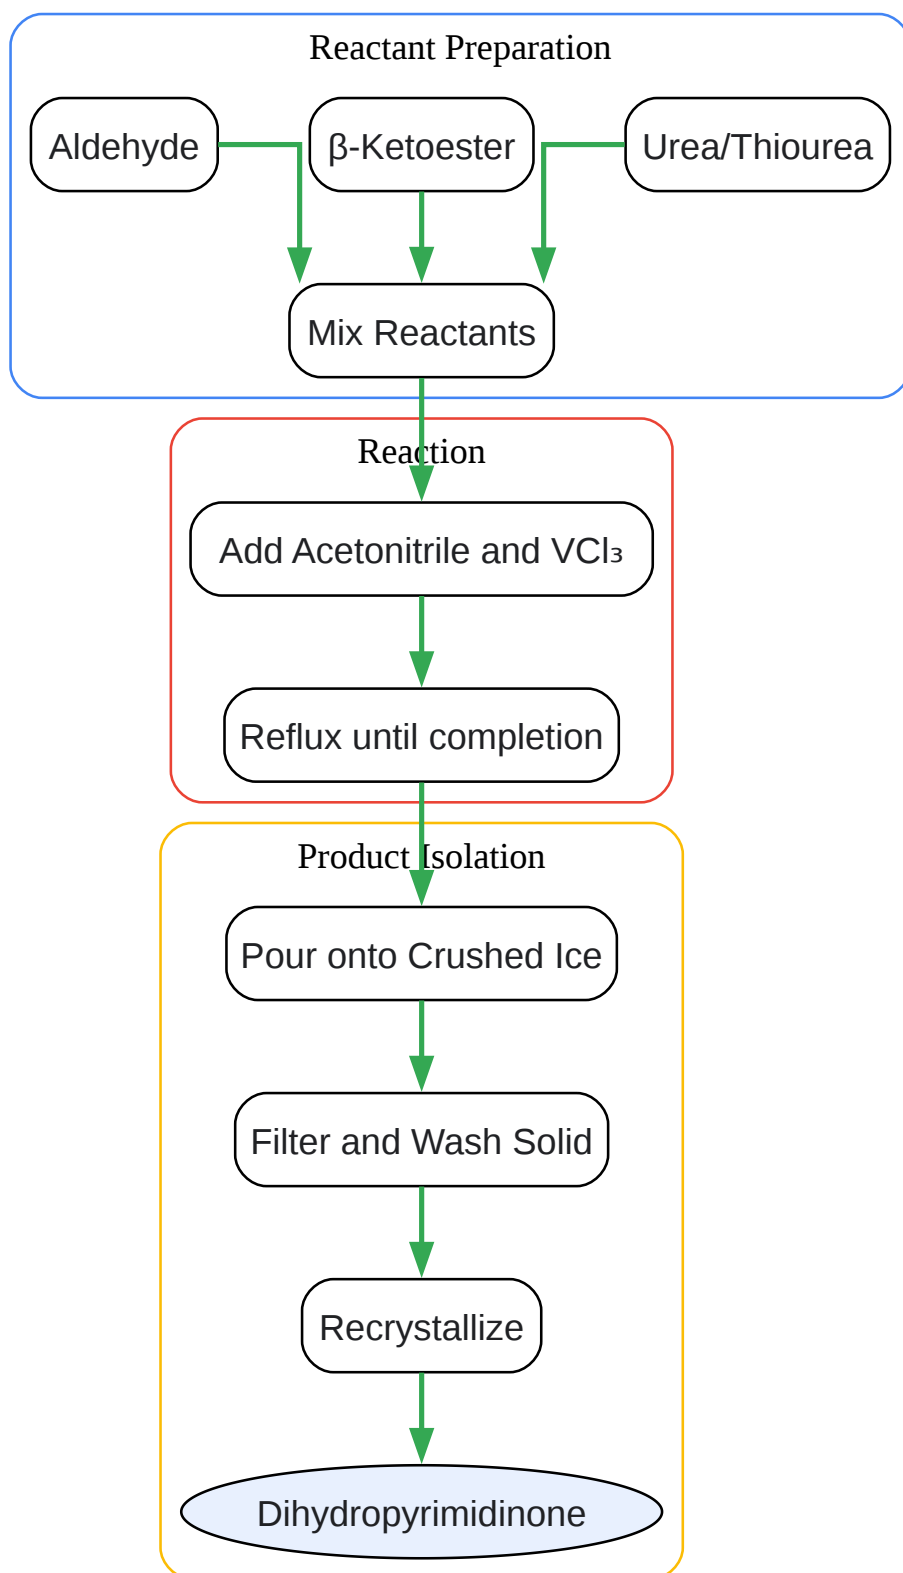 Reactant Preparation
Aldehyde
β-Ketoester
Urea/Thiourea
Mix Reactants
Reaction
Add Acetonitrile and VCl₃
Reflux until completion
Product Isolation
Pour onto Crushed Ice
Filter and Wash Solid
Recrystallize
Dihydropyrimidinone